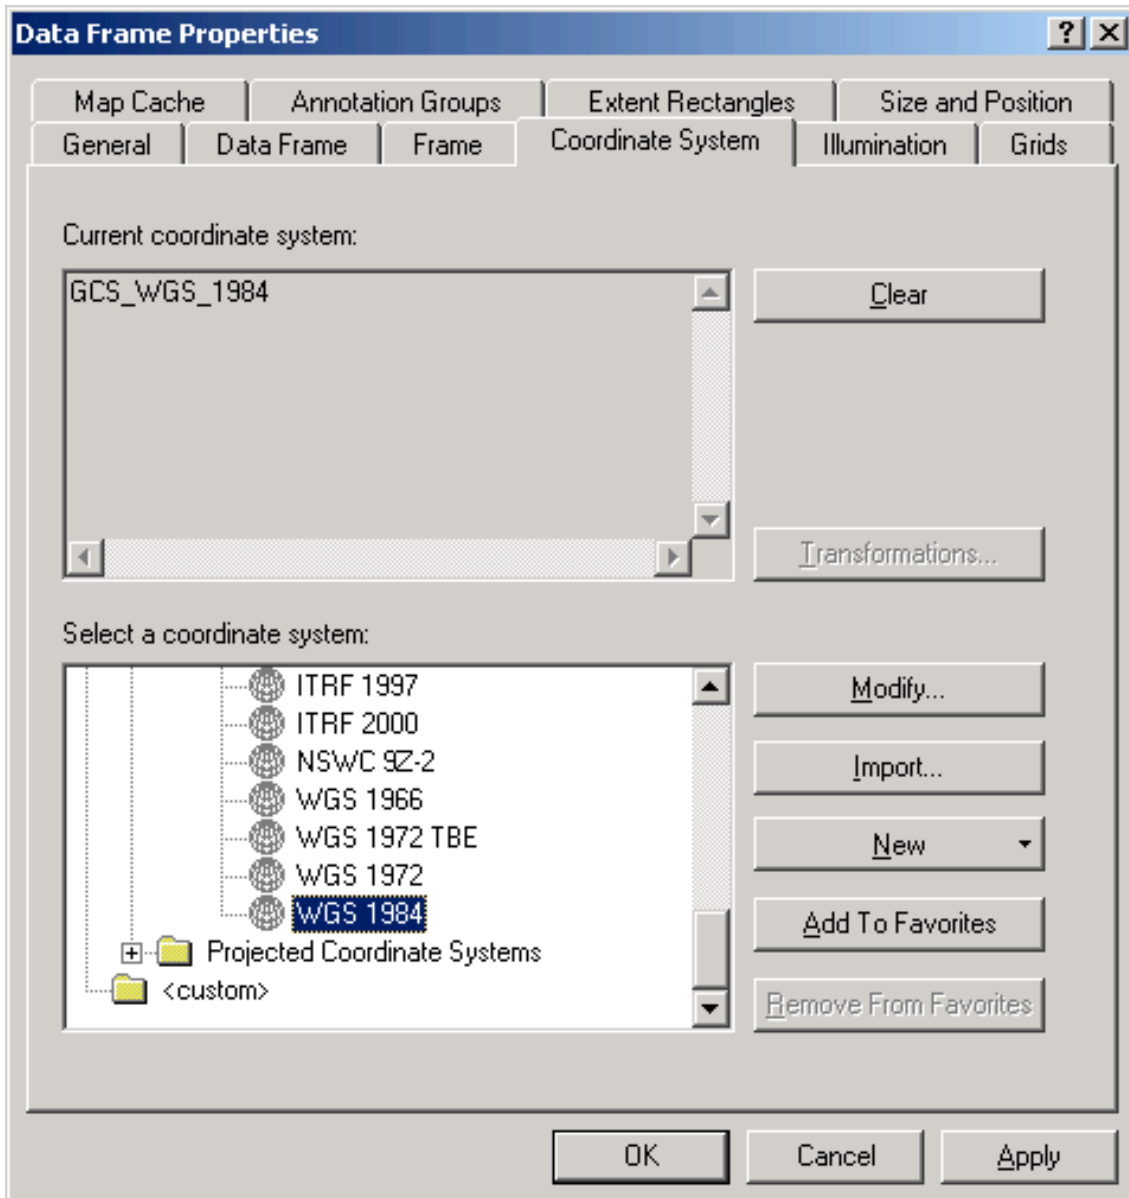 Data Frame Properties
Map Cache
Annotation Groups
Extent Rectangles
Size and Position
General
Data Frame
Frame
Coordinate System
Illumination
Grids
Current coordinate system:
GCS_WGS_1984
Clear
Transformations...
Select a coordinate system:
ITRF 1997
ITRF 2000
NSWC 9Z-2
WGS 1966
WGS 1972 TBE
WGS 1972
WGS 1984
Projected Coordinate Systems
<custom>
Modify...
Import...
New
Add To Favorites
Remove From Favorites
OK
Cancel
Apply